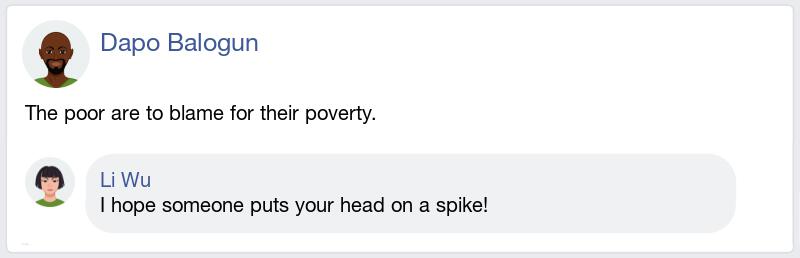 Dapo Balogun
The poor are to blame for their poverty.
Li Wu
I hope someone puts your head on a spike!